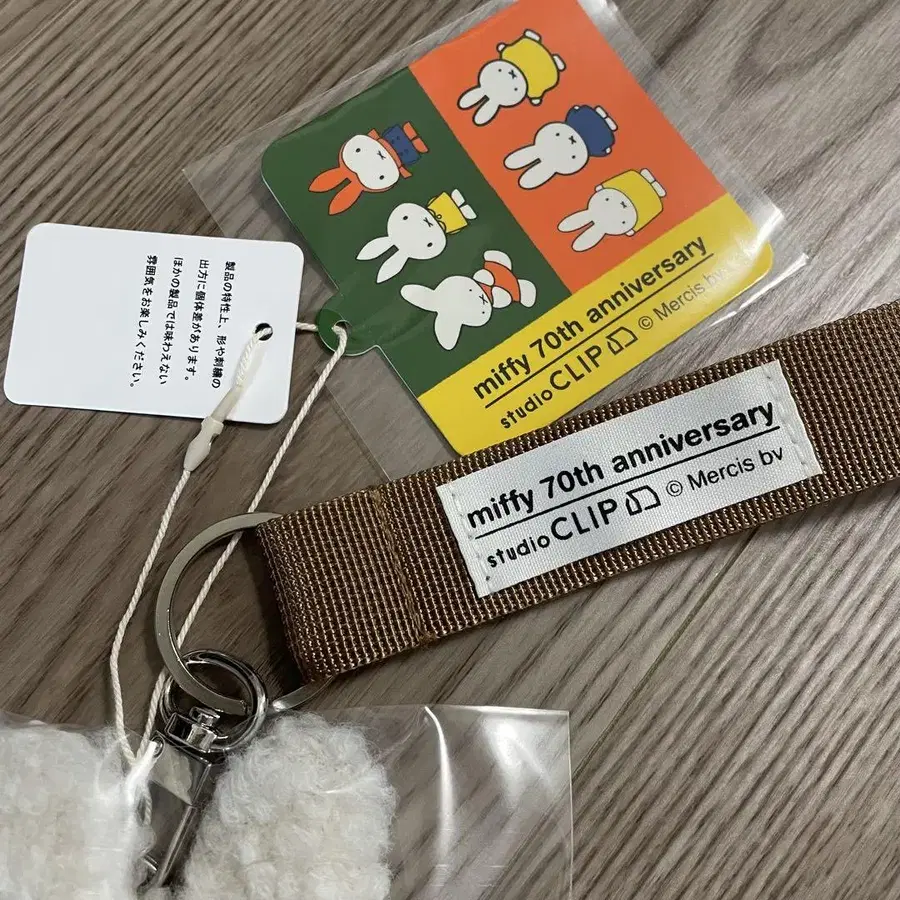 製品の特性上、形や刺繍の
出方に個体差があります。
ほかの製品では味わえない
雰囲気をお楽しみください。
miffy 70th anniversary
studio CLIP © Mercis bv
miffy 70th anniversary
studio CLIP © Mercis bv